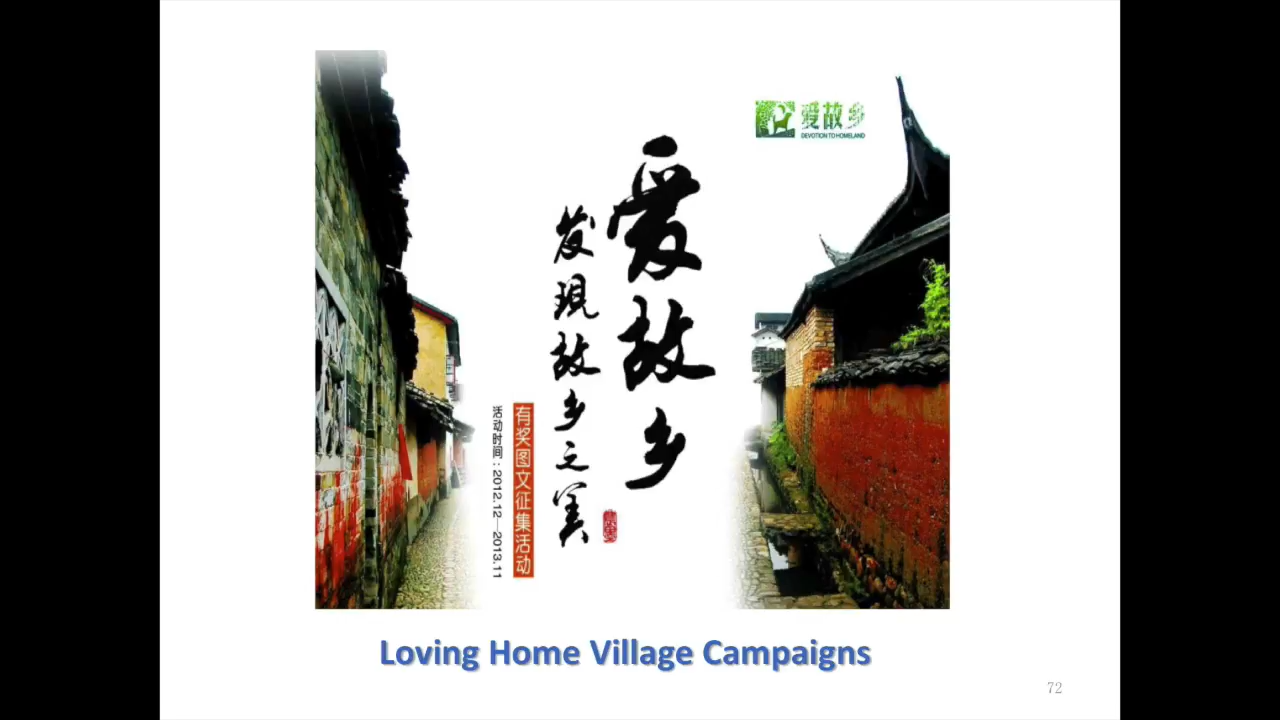 爱故乡
DEVOTION TO HOMELAND
爱故乡
发现故乡之美
有奖图文征集活动
活动时间：2012.12—2013.11
Loving Home Village Campaigns
72